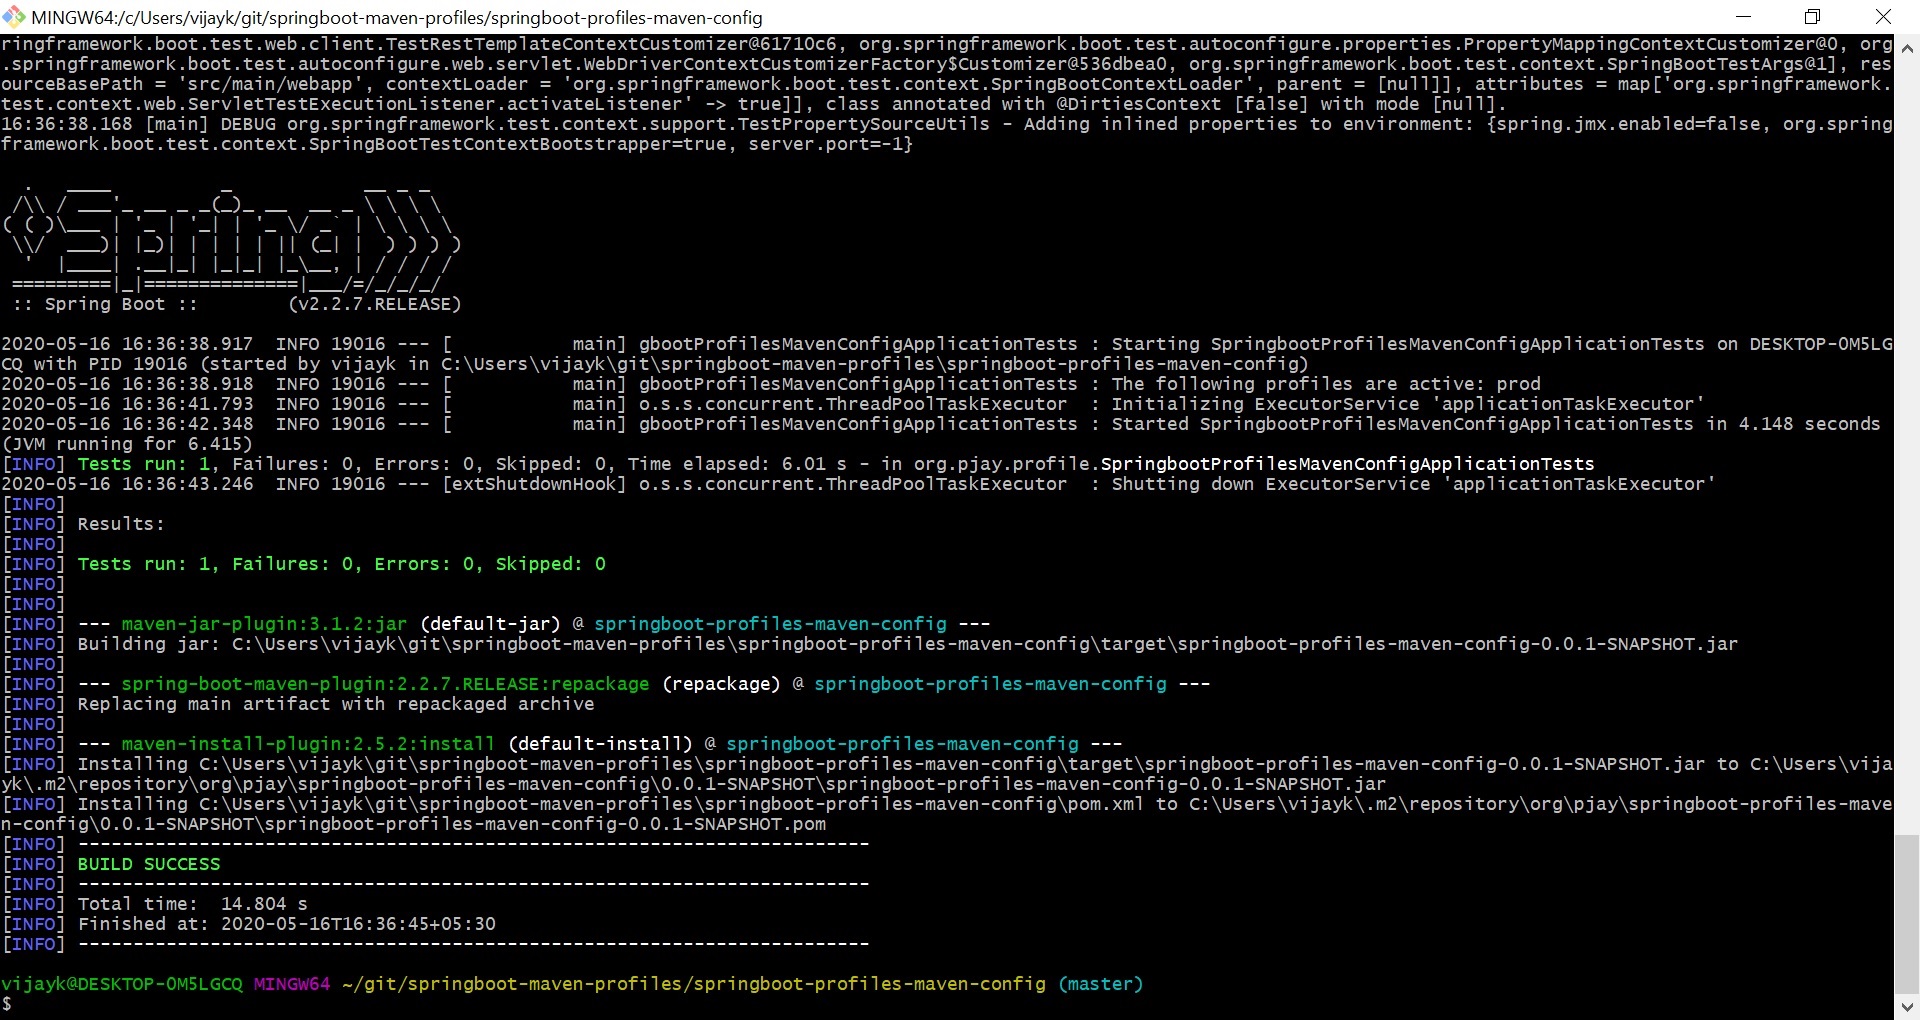 MINGW64:/c/Users/vijayk/git/springboot-maven-profiles/springboot-profiles-maven-config
ringframework.boot.test.web.client.TestRestTemplateContextCustomizer@61710c6, org.springframework.boot.test.autoconfigure.properties.PropertyMappingContextCustomizer@0, org
.springframework.boot.test.autoconfigure.web.servlet.WebDriverContextCustomizerFactory$Customizer@536dbea0, org.springframework.boot.test.context.SpringBootTestArgs@1], res
ourceBasePath = 'src/main/webapp', contextLoader = 'org.springframework.boot.test.context.SpringBootContextLoader', parent = [null]], attributes = map['org.springframework.
test.context.web.ServletTestExecutionListener.activateListener' -> true]], class annotated with @DirtiesContext [false] with mode [null].
16:36:38.168 [main] DEBUG org.springframework.test.context.support.TestPropertySourceUtils - Adding inlined properties to environment: {spring.jmx.enabled=false, org.spring
framework.boot.test.context.SpringBootTestContextBootstrapper=true, server.port=-1}
  .   ____          _            __ _ _
 /\\ / ___'_ __ _ _(_)_ __  __ _ \ \ \ \
( ( )\___ | '_ | '_| | '_ \/ _` | \ \ \ \
 \\/  ___)| |_)| | | | | || (_| |  ) ) ) )
  '  |____| .__|_| |_|_| |_\__, | / / / /
 =========|_|==============|___/=/_/_/_/
 :: Spring Boot ::        (v2.2.7.RELEASE)
2020-05-16 16:36:38.917  INFO 19016 --- [           main] gbootProfilesMavenConfigApplicationTests : Starting SpringbootProfilesMavenConfigApplicationTests on DESKTOP-OM5LG
CQ with PID 19016 (started by vijayk in C:\Users\vijayk\git\springboot-maven-profiles\springboot-profiles-maven-config)
2020-05-16 16:36:38.918  INFO 19016 --- [           main] gbootProfilesMavenConfigApplicationTests : The following profiles are active: prod
2020-05-16 16:36:41.793  INFO 19016 --- [           main] o.s.s.concurrent.ThreadPoolTaskExecutor  : Initializing ExecutorService 'applicationTaskExecutor'
2020-05-16 16:36:42.348  INFO 19016 --- [           main] gbootProfilesMavenConfigApplicationTests : Started SpringbootProfilesMavenConfigApplicationTests in 4.148 seconds
(JVM running for 6.415)
[INFO] Tests run: 1, Failures: 0, Errors: 0, Skipped: 0, Time elapsed: 6.01 s - in org.pjay.profile.SpringbootProfilesMavenConfigApplicationTests
2020-05-16 16:36:43.246  INFO 19016 --- [extShutdownHook] o.s.s.concurrent.ThreadPoolTaskExecutor  : Shutting down ExecutorService 'applicationTaskExecutor'
[INFO]
[INFO] Results:
[INFO]
[INFO] Tests run: 1, Failures: 0, Errors: 0, Skipped: 0
[INFO]
[INFO]
[INFO] --- maven-jar-plugin:3.1.2:jar (default-jar) @ springboot-profiles-maven-config ---
[INFO] Building jar: C:\Users\vijayk\git\springboot-maven-profiles\springboot-profiles-maven-config\target\springboot-profiles-maven-config-0.0.1-SNAPSHOT.jar
[INFO]
[INFO] --- spring-boot-maven-plugin:2.2.7.RELEASE:repackage (repackage) @ springboot-profiles-maven-config ---
[INFO] Replacing main artifact with repackaged archive
[INFO]
[INFO] --- maven-install-plugin:2.5.2:install (default-install) @ springboot-profiles-maven-config ---
[INFO] Installing C:\Users\vijayk\git\springboot-maven-profiles\springboot-profiles-maven-config\target\springboot-profiles-maven-config-0.0.1-SNAPSHOT.jar to C:\Users\vija
yk\.m2\repository\org\pjay\springboot-profiles-maven-config\0.0.1-SNAPSHOT\springboot-profiles-maven-config-0.0.1-SNAPSHOT.jar
[INFO] Installing C:\Users\vijayk\git\springboot-maven-profiles\springboot-profiles-maven-config\pom.xml to C:\Users\vijayk\.m2\repository\org\pjay\springboot-profiles-mave
n-config\0.0.1-SNAPSHOT\springboot-profiles-maven-config-0.0.1-SNAPSHOT.pom
[INFO] ------------------------------------------------------------------------
[INFO] BUILD SUCCESS
[INFO] ------------------------------------------------------------------------
[INFO] Total time:  14.804 s
[INFO] Finished at: 2020-05-16T16:36:45+05:30
[INFO] ------------------------------------------------------------------------
vijayk@DESKTOP-OM5LGCQ MINGW64 ~/git/springboot-maven-profiles/springboot-profiles-maven-config (master)
$